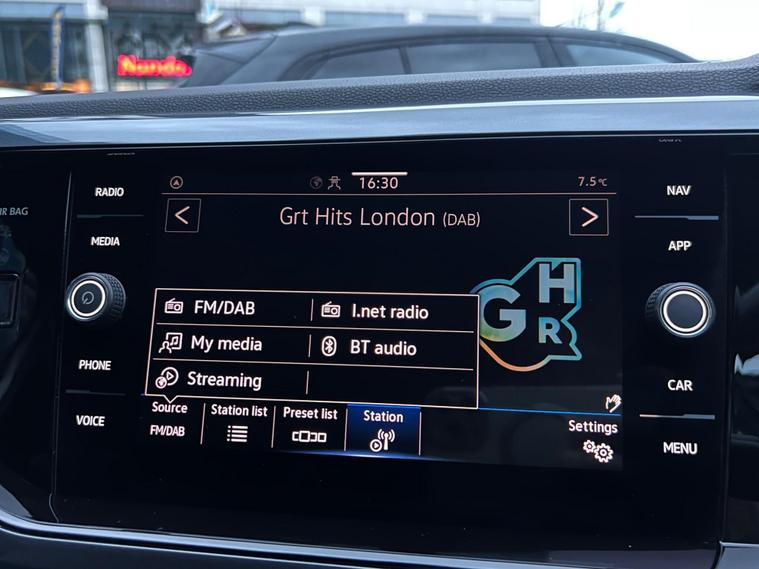 Nando
IR BAG
RADIO
MEDIA
PHONE
VOICE
16:30
7.5°C
Grt Hits London (DAB)
GHR
FM/DAB
I.net radio
My media
BT audio
Streaming
Source
FM/DAB
Station list
Preset list
Station
Settings
NAV
APP
CAR
MENU